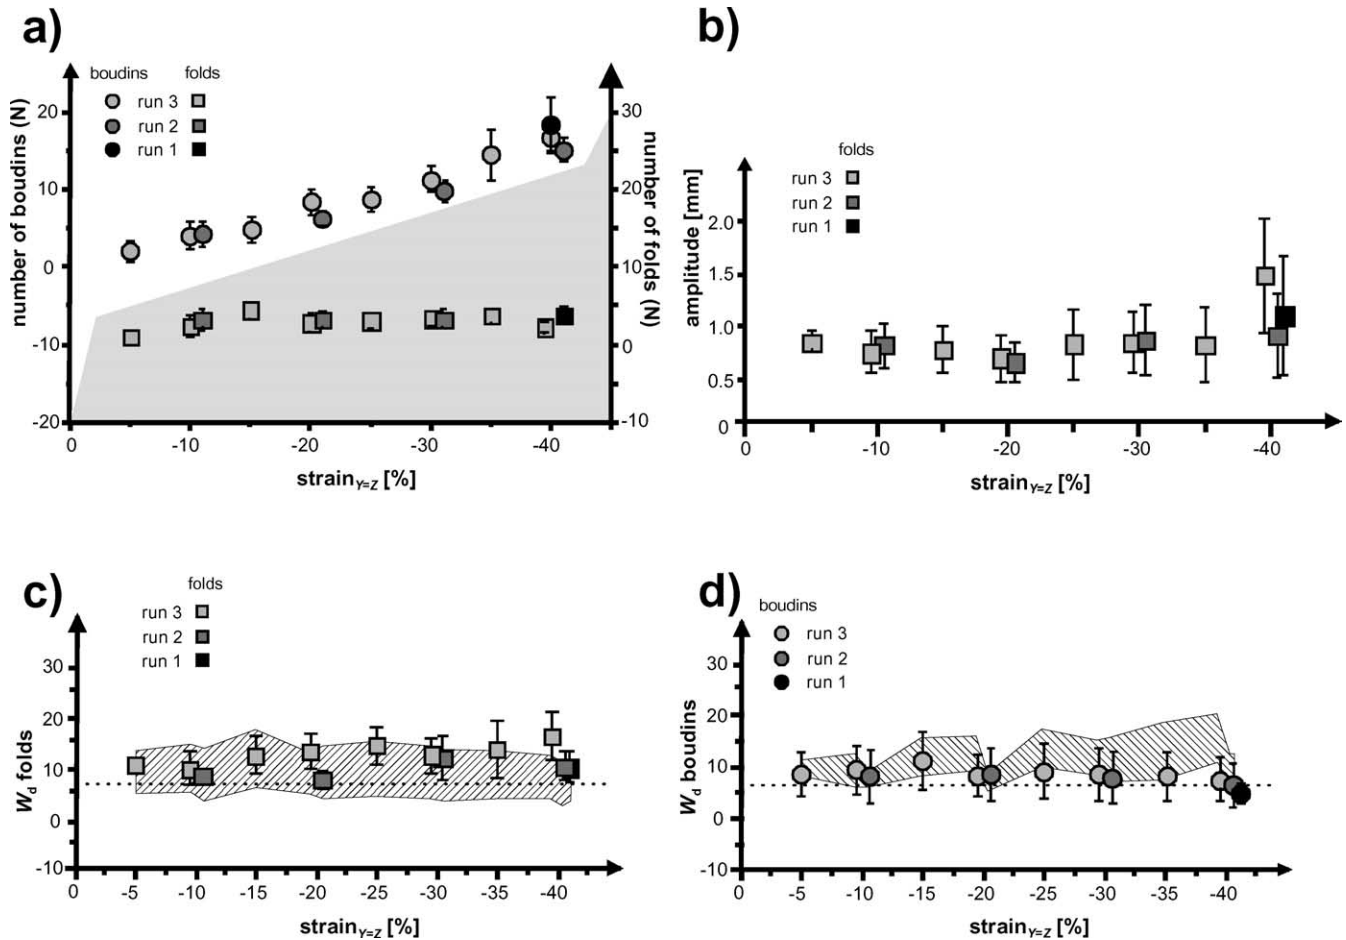 a)
boudins folds
run 3
run 2
run 1
number of boudins (N)
20
10
0
-10
-20
number of folds (N)
30
20
10
0
-10
0 -10 -20 -30 -40
strainY=Z [%]
b)
folds
run 3
run 2
run 1
amplitude [mm]
2.0
1.5
1.0
0.5
0
0 -10 -20 -30 -40
strainY=Z [%]
c)
folds
run 3
run 2
run 1
Wd folds
30
20
10
0
-10
0 -5 -10 -15 -20 -25 -30 -35 -40
strainY=Z [%]
d)
boudins
run 3
run 2
run 1
Wd boudins
30
20
10
0
-10
0 -5 -10 -15 -20 -25 -30 -35 -40
strainY=Z [%]